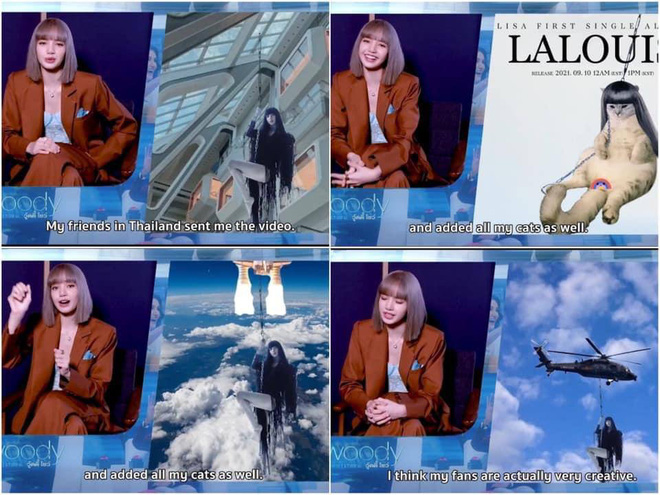 My friends in Thailand sent me the video.
LISA FIRST SINGLE AL
LALOUI
RELEASE 2021. 09. 10 12AM (EST) 1PM (KST)
and added all my cats as well.
woody
and added all my cats as well.
woody
I think my fans are actually very creative.